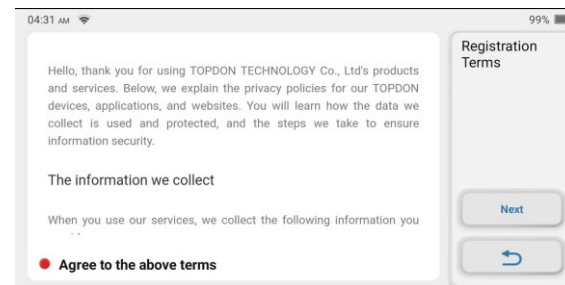 04:31 AM
99%
Registration
Terms
Hello, thank you for using TOPDON TECHNOLOGY Co., Ltd's products
and services. Below, we explain the privacy policies for our TOPDON
devices, applications, and websites. You will learn how the data we
collect is used and protected, and the steps we take to ensure
information security.
The information we collect
When you use our services, we collect the following information you
Agree to the above terms
Next